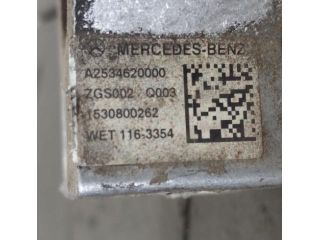 MERCEDES-BENZ
A2534620000
ZGS002 Q003
1530800262
WET 116-3354